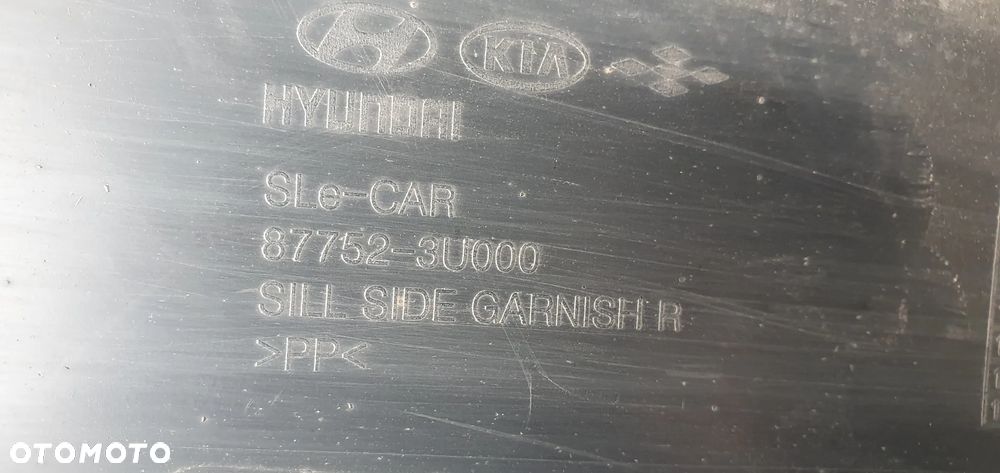 KIA
HYUNDAI
SLe-CAR
87752-3U000
SILL SIDE GARNISH R
>PP<
OTOMOTO